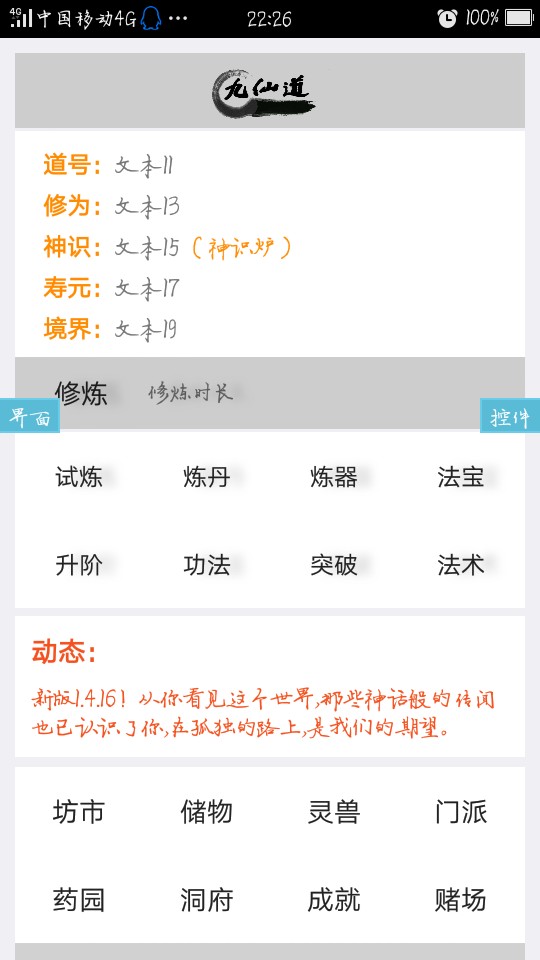 4G 中国移动4G ••• 22:26 100%
九仙道
道号：文本11
修为：文本13
神识：文本15（神识炉）
寿元：文本17
境界：文本19
修炼 修炼时长
界面 控件
试炼 炼丹 炼器 法宝
升阶 功法 突破 法术
动态：
新版1.4.16！从你看见这个世界,那些神话般的传闻
也已认识了你,在孤独的路上,是我们的期望。
坊市 储物 灵兽 门派
药园 洞府 成就 赌场